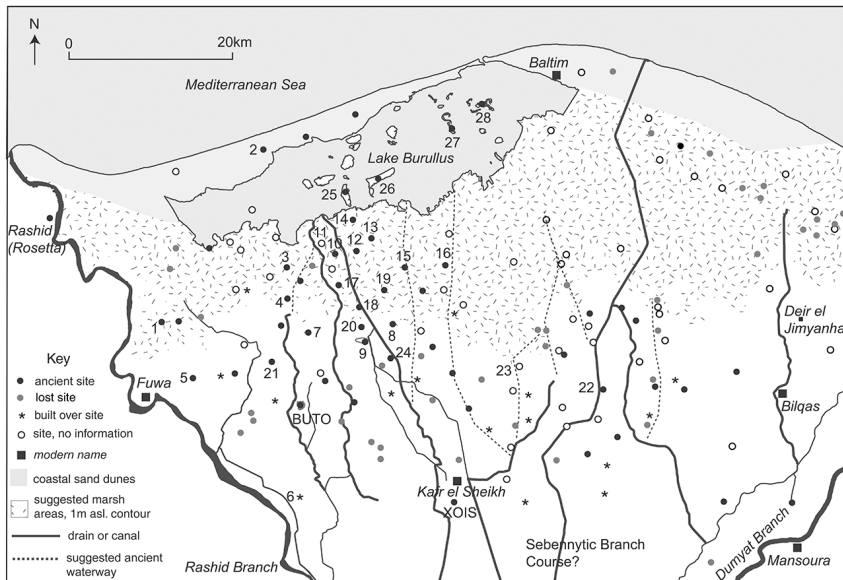 N
0
20km
Baltim
Mediterranean Sea
28
2
27
Lake Burullus
25
26
Rashid
(Rosetta)
14
11
13
10
12
3
15
16
17
19
4
18
1
7
20
8
Deir el
Jimyanha
9
24
Key
21
23
ancient site
Fuwa
5
22
lost site
Bilqas
built over site
BUTO
site, no information
modern name
coastal sand dunes
Kafr el Sheikh
suggested marsh
areas, 1m asl. contour
6
XOIS
drain or canal
Sebennytic Branch
Course?
suggested ancient
waterway
Rashid Branch
Dumyat Branch
Mansoura